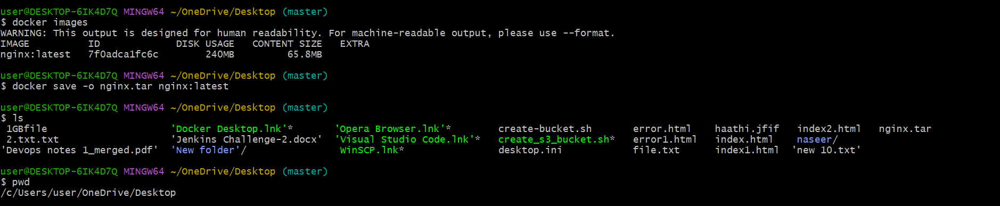 user@DESKTOP-6IK4D7Q MINGW64 ~/OneDrive/Desktop (master)
$ docker images
WARNING: This output is designed for human readability. For machine-readable output, please use --format.
IMAGE          ID             DISK USAGE   CONTENT SIZE   EXTRA
nginx:latest   7f0adca1fc6c        240MB         65.8MB
user@DESKTOP-6IK4D7Q MINGW64 ~/OneDrive/Desktop (master)
$ docker save -o nginx.tar nginx:latest
user@DESKTOP-6IK4D7Q MINGW64 ~/OneDrive/Desktop (master)
$ ls
 1GBfile                     'Docker Desktop.lnk'*       'Opera Browser.lnk'*        create-bucket.sh       error.html    haathi.jfif   index2.html   nginx.tar
 2.txt.txt                   'Jenkins Challenge-2.docx'  'Visual Studio Code.lnk'*   create_s3_bucket.sh*   error1.html   index.html    naseer/
'Devops notes 1_merged.pdf'  'New folder'/                WinSCP.lnk*                desktop.ini            file.txt      index1.html  'new 10.txt'
user@DESKTOP-6IK4D7Q MINGW64 ~/OneDrive/Desktop (master)
$ pwd
/c/Users/user/OneDrive/Desktop